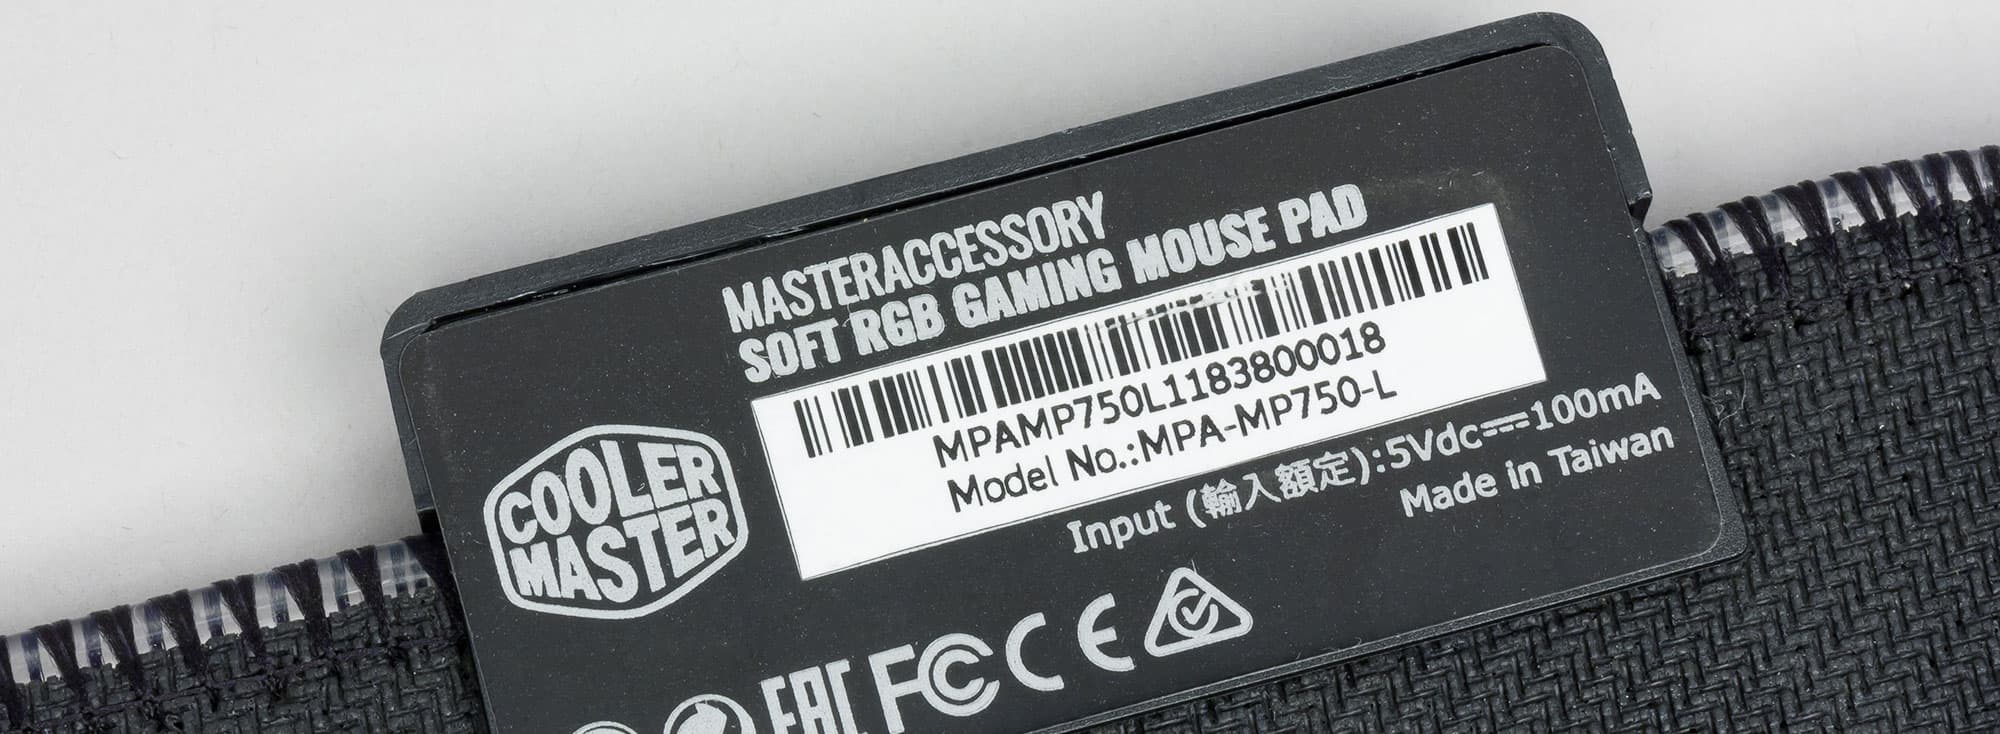 MASTERACCESSORY
SOFT RGB GAMING MOUSE PAD
MPAMP750L1183800018
Model No.:MPA-MP750-L
Input (輸入額定):5Vdc⎓100mA
Made in Taiwan
COOLER
MASTER
EAC FC CE